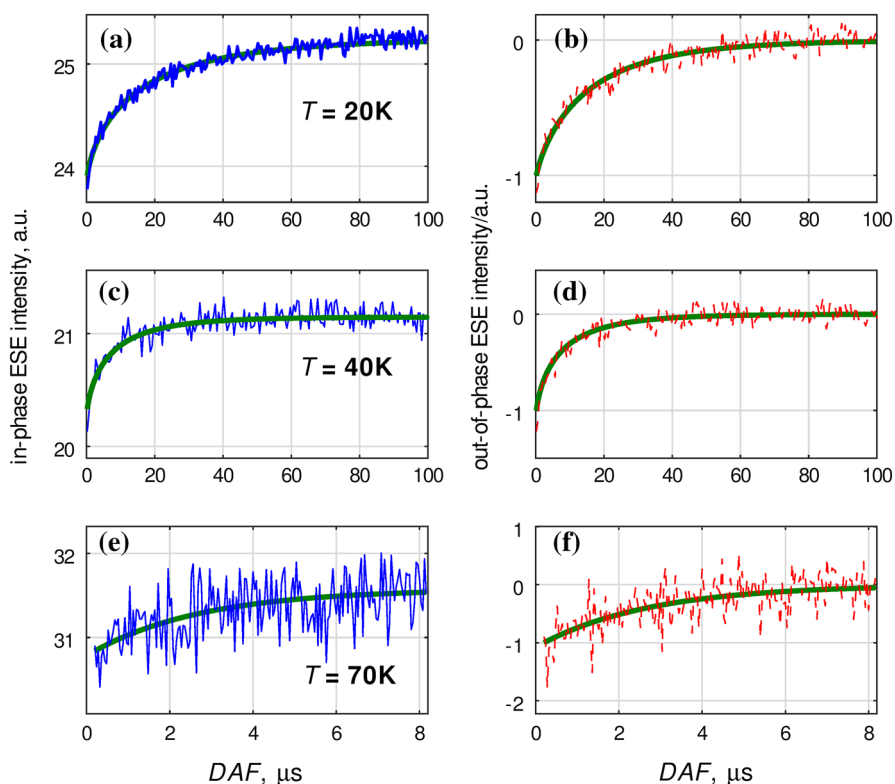 in-phase ESE intensity, a.u.
(a)
25
24
T = 20K
0 20 40 60 80 100
out-of-phase ESE intensity/a.u.
(b)
0
-1
0 20 40 60 80 100
(c)
21
20
T = 40K
0 20 40 60 80 100
(d)
0
-1
0 20 40 60 80 100
(e)
32
31
T = 70K
0 2 4 6 8
DAF, μs
(f)
1
0
-1
-2
0 2 4 6 8
DAF, μs